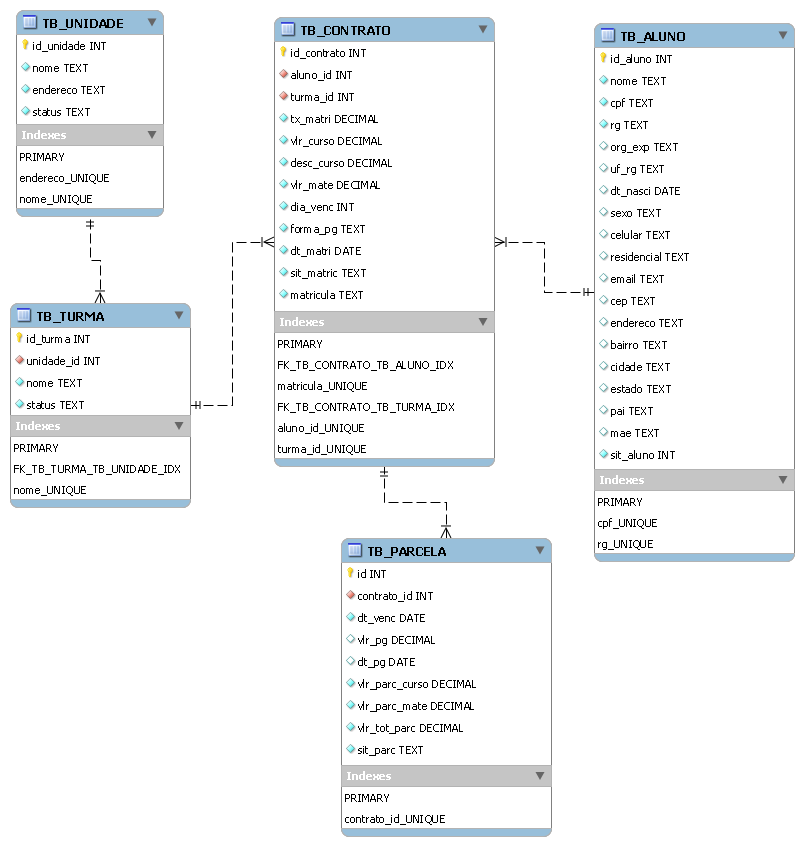 TB_UNIDADE
id_unidade INT
nome TEXT
endereco TEXT
status TEXT
Indexes
PRIMARY
endereco_UNIQUE
nome_UNIQUE
TB_TURMA
id_turma INT
unidade_id INT
nome TEXT
status TEXT
Indexes
PRIMARY
FK_TB_TURMA_TB_UNIDADE_IDX
nome_UNIQUE
TB_CONTRATO
id_contrato INT
aluno_id INT
turma_id INT
tx_matri DECIMAL
vlr_curso DECIMAL
desc_curso DECIMAL
vlr_mate DECIMAL
dia_venc INT
forma_pg TEXT
dt_matri DATE
sit_matric TEXT
matricula TEXT
Indexes
PRIMARY
FK_TB_CONTRATO_TB_ALUNO_IDX
matricula_UNIQUE
FK_TB_CONTRATO_TB_TURMA_IDX
aluno_id_UNIQUE
turma_id_UNIQUE
TB_PARCELA
id INT
contrato_id INT
dt_venc DATE
vlr_pg DECIMAL
dt_pg DATE
vlr_parc_curso DECIMAL
vlr_parc_mate DECIMAL
vlr_tot_parc DECIMAL
sit_parc TEXT
Indexes
PRIMARY
contrato_id_UNIQUE
TB_ALUNO
id_aluno INT
nome TEXT
cpf TEXT
rg TEXT
org_exp TEXT
uf_rg TEXT
dt_nasci DATE
sexo TEXT
celular TEXT
residencial TEXT
email TEXT
cep TEXT
endereco TEXT
bairro TEXT
cidade TEXT
estado TEXT
pai TEXT
mae TEXT
sit_aluno INT
Indexes
PRIMARY
cpf_UNIQUE
rg_UNIQUE